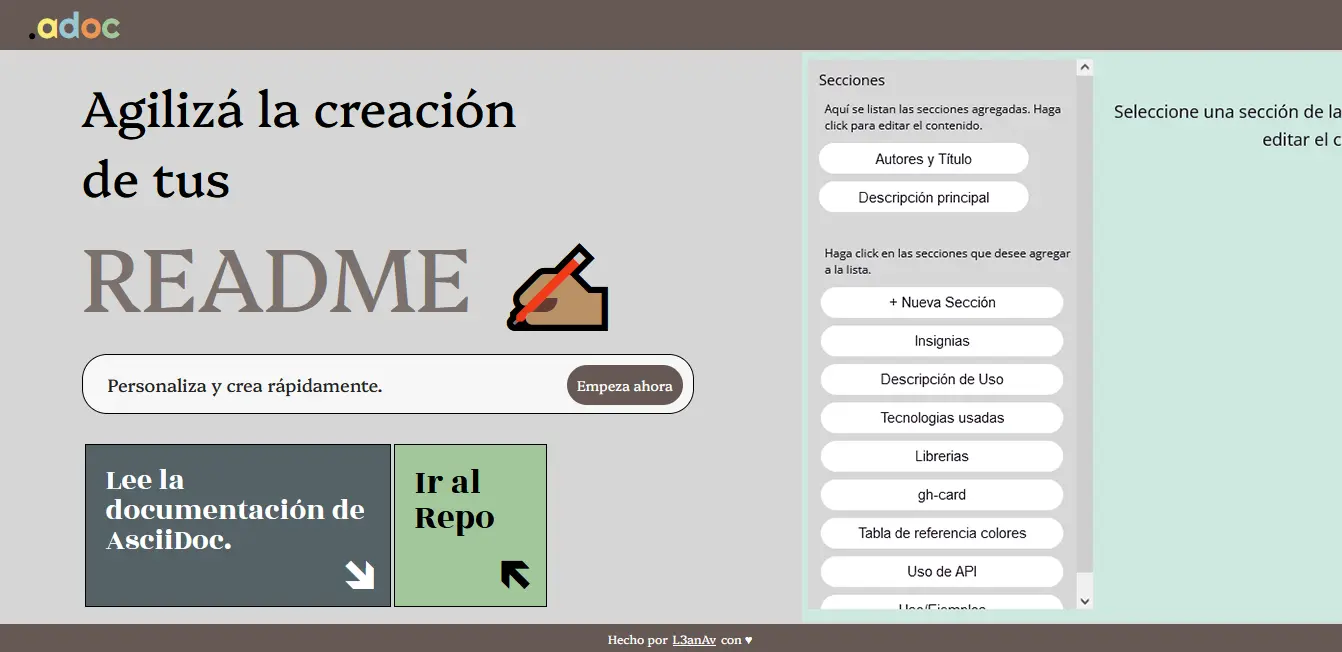 .adoc
Agilizá la creación
de tus
README
Personaliza y crea rápidamente.
Empeza ahora
Lee la
documentación de
AsciiDoc.
Ir al
Repo
Secciones
Aquí se listan las secciones agregadas. Haga
click para editar el contenido.
Autores y Título
Descripción principal
Haga click en las secciones que desee agregar
a la lista.
+ Nueva Sección
Insignias
Descripción de Uso
Tecnologias usadas
Librerias
gh-card
Tabla de referencia colores
Uso de API
Uso/Ejemplos
Seleccione una sección de la
editar el c
Hecho por L3anAv con ♥